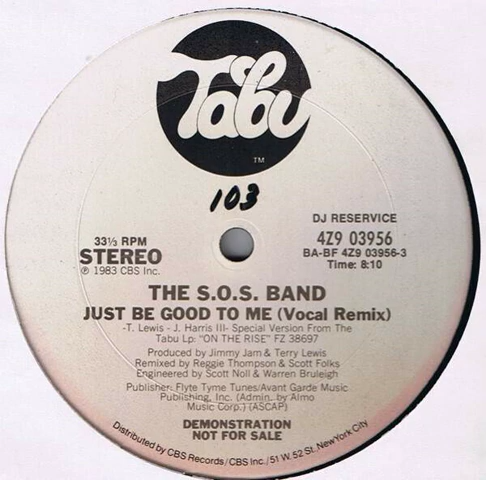 Tabu
TM
103
33⅓ RPM
STEREO
℗ 1983 CBS Inc.
DJ RESERVICE
4Z9 03956
BA-BF 4Z9 03956-3
Time: 8:10
THE S.O.S. BAND
JUST BE GOOD TO ME (Vocal Remix)
-T. Lewis - J. Harris III- Special Version From The
Tabu Lp: "ON THE RISE" FZ 38697
Produced by Jimmy Jam & Terry Lewis
Remixed by Reggie Thompson & Scott Folks
Engineered by Scott Noll & Warren Bruleigh
Publisher: Flyte Tyme Tunes/Avant Garde Music
Publishing, Inc. (Admin. by Almo
Music Corp.) (ASCAP)
DEMONSTRATION
NOT FOR SALE
Distributed by CBS Records/CBS Inc./51 W. 52 St. New York City